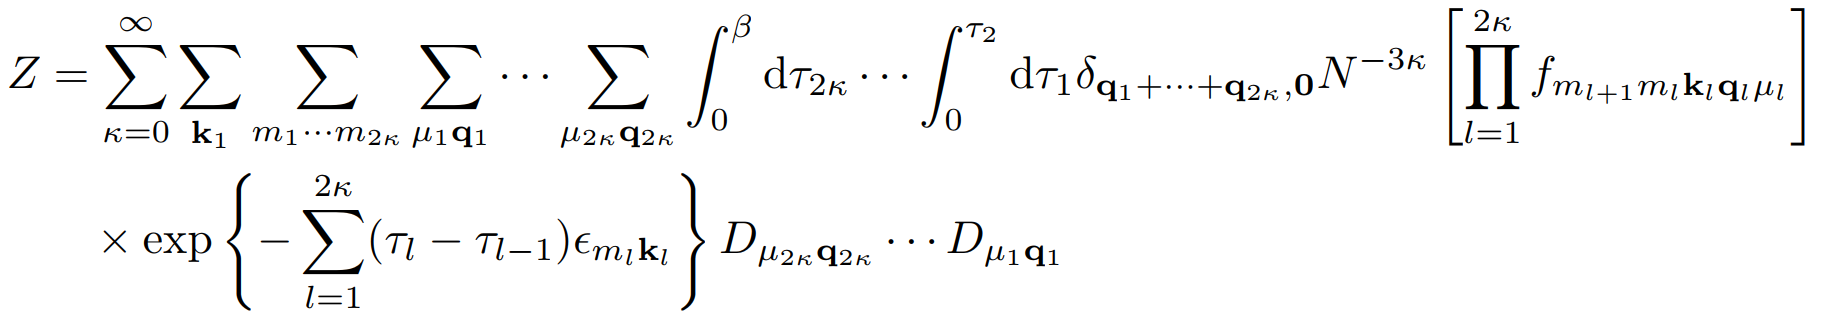 $Z = \sum_{\kappa=0}^{\infty} \sum_{\mathbf{k}_1} \sum_{m_1 \cdots m_{2\kappa}} \sum_{\mu_1 \mathbf{q}_1} \cdots \sum_{\mu_{2\kappa} \mathbf{q}_{2\kappa}} \int_0^{\beta} \mathrm{d}\tau_{2\kappa} \cdots \int_0^{\tau_2} \mathrm{d}\tau_1 \delta_{\mathbf{q}_1 + \cdots + \mathbf{q}_{2\kappa}, \mathbf{0}} N^{-3\kappa} \left[ \prod_{l=1}^{2\kappa} f_{m_{l+1} m_l \mathbf{k}_l \mathbf{q}_l \mu_l} \right]$
$\times \exp \left\{ - \sum_{l=1}^{2\kappa} (\tau_l - \tau_{l-1}) \epsilon_{m_l \mathbf{k}_l} \right\} D_{\mu_{2\kappa} \mathbf{q}_{2\kappa}} \cdots D_{\mu_1 \mathbf{q}_1}$